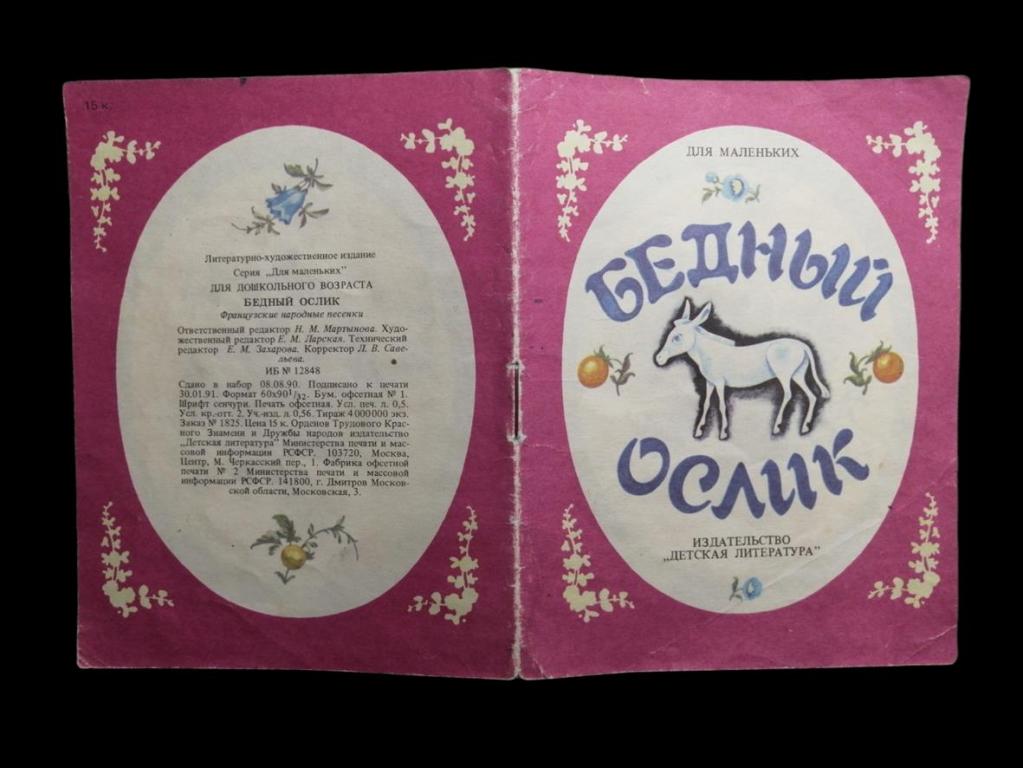 15 к.
Литературно-художественное издание
Серия „Для маленьких"
ДЛЯ ДОШКОЛЬНОГО ВОЗРАСТА
БЕДНЫЙ ОСЛИК
Французские народные песенки
Ответственный редактор Н. М. Мартынова. Худо-
жественный редактор Е. М. Ларская. Технический
редактор Е. М. Захарова. Корректор Л. В. Саве-
льева.
ИБ № 12848
Сдано в набор 08.08.90. Подписано к печати
30.01.91. Формат 60x90 1/32. Бум. офсетная № 1.
Шрифт сенчури. Печать офсетная. Усл. печ. л. 0,5.
Усл. кр.-отт. 2. Уч.-изд. л. 0,56. Тираж 4 000 000 экз.
Заказ № 1825. Цена 15 к. Орденов Трудового Крас-
ного Знамени и Дружбы народов издательство
„Детская литература" Министерства печати и мас-
совой информации РСФСР. 103720, Москва,
Центр, М. Черкасский пер., 1. Фабрика офсетной
печати № 2 Министерства печати и массовой
информации РСФСР. 141800, г. Дмитров Москов-
ской области, Московская, 3.
ДЛЯ МАЛЕНЬКИХ
БЕДНЫЙ
ОСЛИК
ИЗДАТЕЛЬСТВО
„ДЕТСКАЯ ЛИТЕРАТУРА"